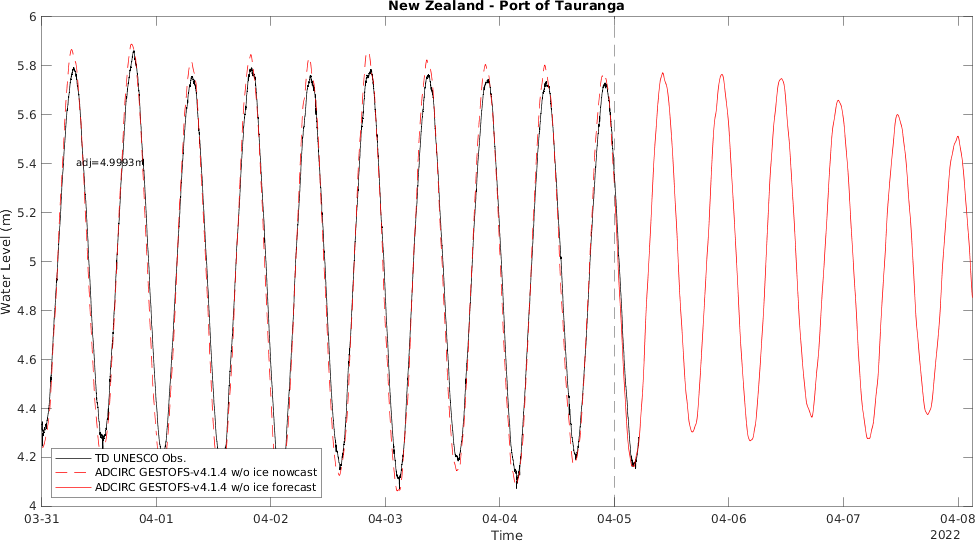 New Zealand - Port of Tauranga
6
5.8
5.6
5.4
5.2
5
4.8
4.6
4.4
4.2
4
Water Level (m)
adj=4.9993m
TD UNESCO Obs.
ADCIRC GESTOFS-v4.1.4 w/o ice nowcast
ADCIRC GESTOFS-v4.1.4 w/o ice forecast
03-31 04-01 04-02 04-03 04-04 04-05 04-06 04-07 04-08
Time
2022